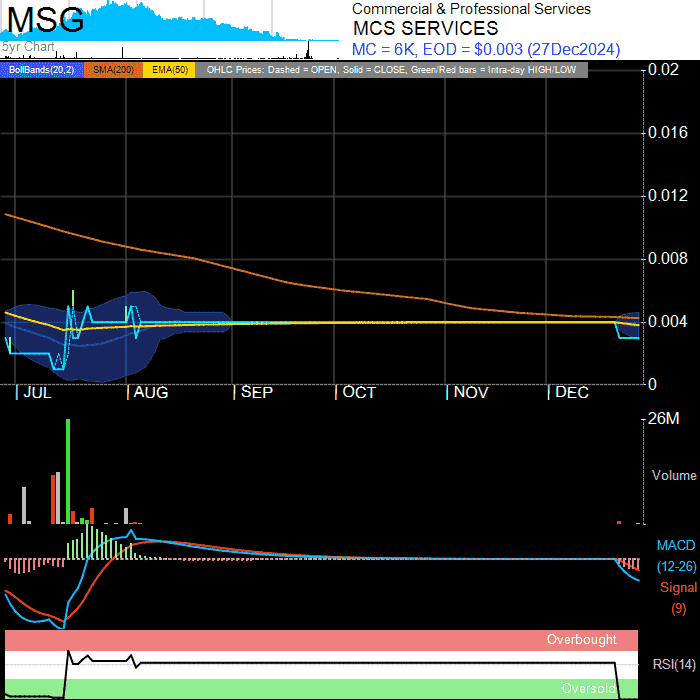 MSG
5yr Chart
Commercial & Professional Services
MCS SERVICES
MC = 6K, EOD = $0.003 (27Dec2024)
BollBands(20,2) SMA(200) EMA(50) OHLC Prices: Dashed = OPEN, Solid = CLOSE, Green/Red bars = Intra-day HIGH/LOW
0.02
0.016
0.012
0.008
0.004
0
JUL AUG SEP OCT NOV DEC
26M
Volume
MACD
(12-26)
Signal
(9)
Overbought
RSI(14)
Oversold